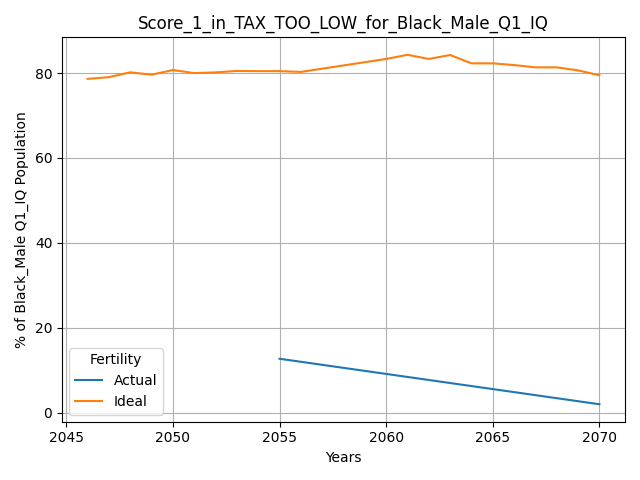 Score_1_in_TAX_TOO_LOW_for_Black_Male_Q1_IQ
% of Black_Male Q1_IQ Population
80
60
40
20
0
Fertility
Actual
Ideal
2045 2050 2055 2060 2065 2070
Years